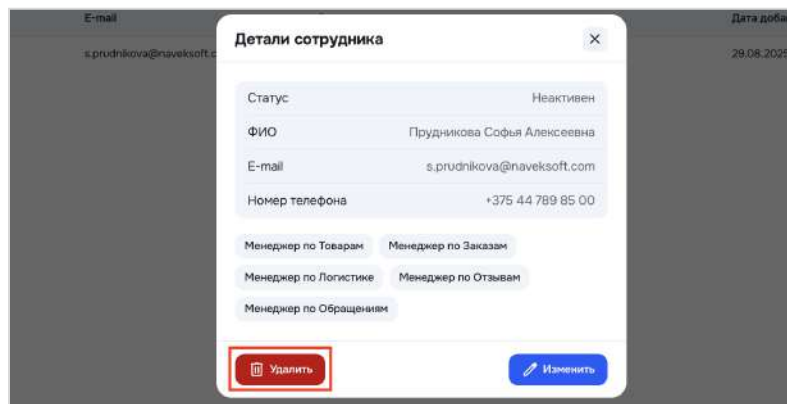 E-mail
Дата доба
s.prudnikova@naveksoft.c
29.08.2025
Детали сотрудника
Статус Неактивен
ФИО Прудникова Софья Алексеевна
E-mail s.prudnikova@naveksoft.com
Номер телефона +375 44 789 85 00
Менеджер по Товарам Менеджер по Заказам
Менеджер по Логистике Менеджер по Отзывам
Менеджер по Обращениям
Удалить Изменить